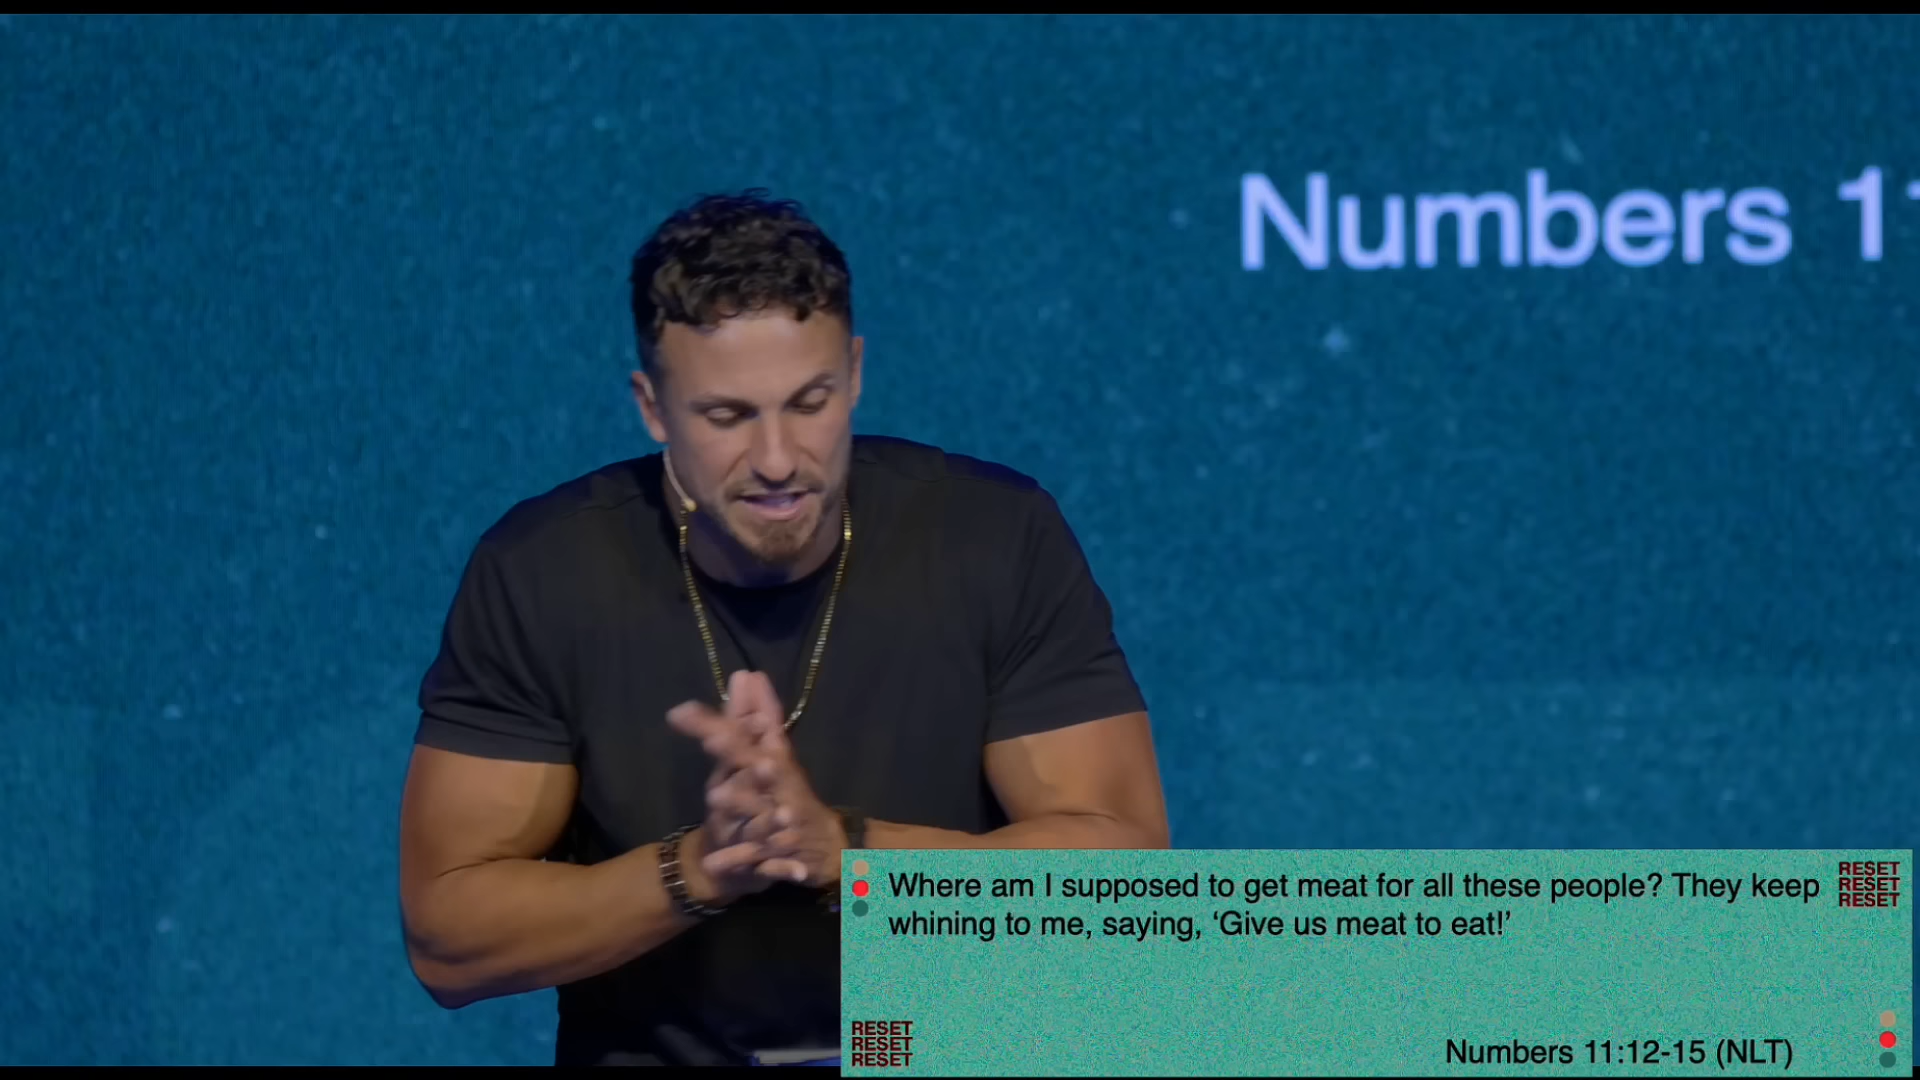 Numbers 1
Where am I supposed to get meat for all these people? They keep
whining to me, saying, ‘Give us meat to eat!’
RESET
RESET
RESET
RESET
RESET
RESET
Numbers 11:12-15 (NLT)